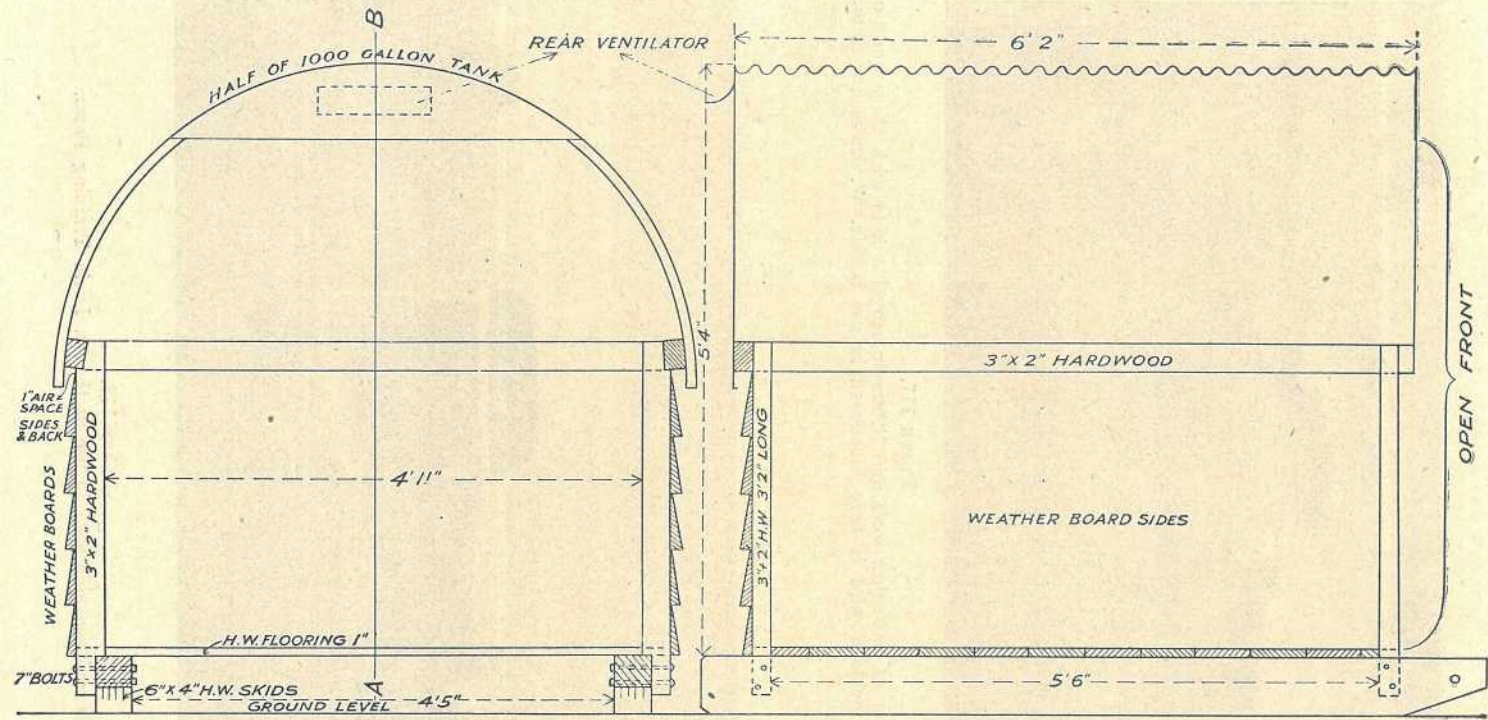 B
REAR VENTILATOR
6' 2"
HALF OF 1000 GALLON TANK
5'4"
3"X 2" HARDWOOD
OPEN FRONT
1" AIR
SPACE
SIDES
& BACK
WEATHER BOARDS
3"X 2" HARDWOOD
4'11"
3"+2" H.W 3'2" LONG
WEATHER BOARD SIDES
H.W. FLOORING 1"
7" BOLTS
6"X 4" H.W. SKIDS
A
GROUND LEVEL
4'5"
5'6"